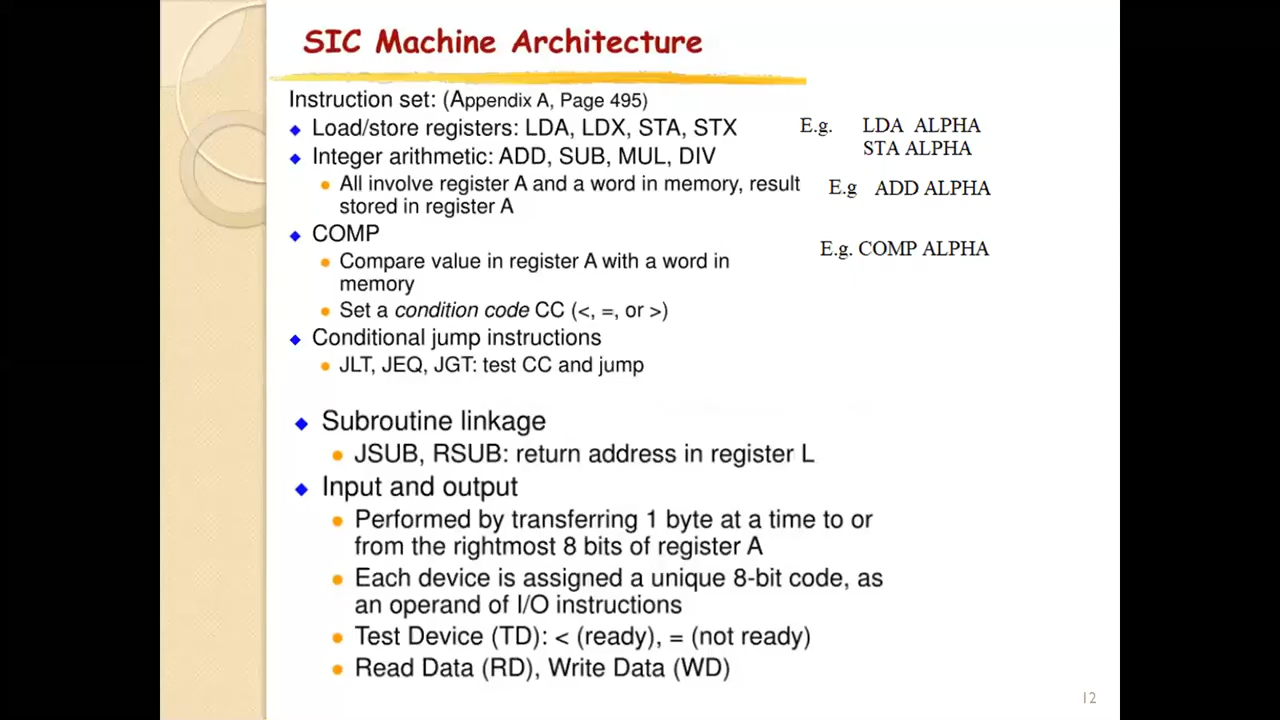 SIC Machine Architecture
Instruction set: (Appendix A, Page 495)
Load/store registers: LDA, LDX, STA, STX
E.g. LDA ALPHA
STA ALPHA
Integer arithmetic: ADD, SUB, MUL, DIV
All involve register A and a word in memory, result
stored in register A
E.g ADD ALPHA
COMP
E.g. COMP ALPHA
Compare value in register A with a word in
memory
Set a condition code CC (<, =, or >)
Conditional jump instructions
JLT, JEQ, JGT: test CC and jump
Subroutine linkage
JSUB, RSUB: return address in register L
Input and output
Performed by transferring 1 byte at a time to or
from the rightmost 8 bits of register A
Each device is assigned a unique 8-bit code, as
an operand of I/O instructions
Test Device (TD): < (ready), = (not ready)
Read Data (RD), Write Data (WD)
12